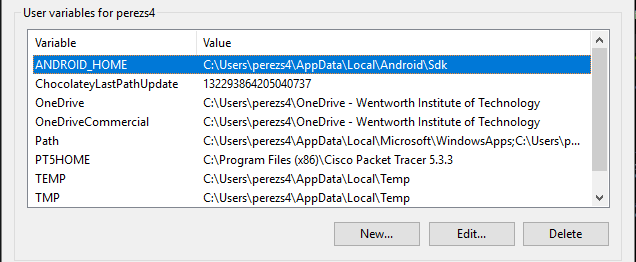 User variables for perezs4
Variable Value
ANDROID_HOME C:\Users\perezs4\AppData\Local\Android\Sdk
ChocolateyLastPathUpdate 132293864205040737
OneDrive C:\Users\perezs4\OneDrive - Wentworth Institute of Technology
OneDriveCommercial C:\Users\perezs4\OneDrive - Wentworth Institute of Technology
Path C:\Users\perezs4\AppData\Local\Microsoft\WindowsApps;C:\Users\p...
PT5HOME C:\Program Files (x86)\Cisco Packet Tracer 5.3.3
TEMP C:\Users\perezs4\AppData\Local\Temp
TMP C:\Users\perezs4\AppData\Local\Temp
New... Edit... Delete